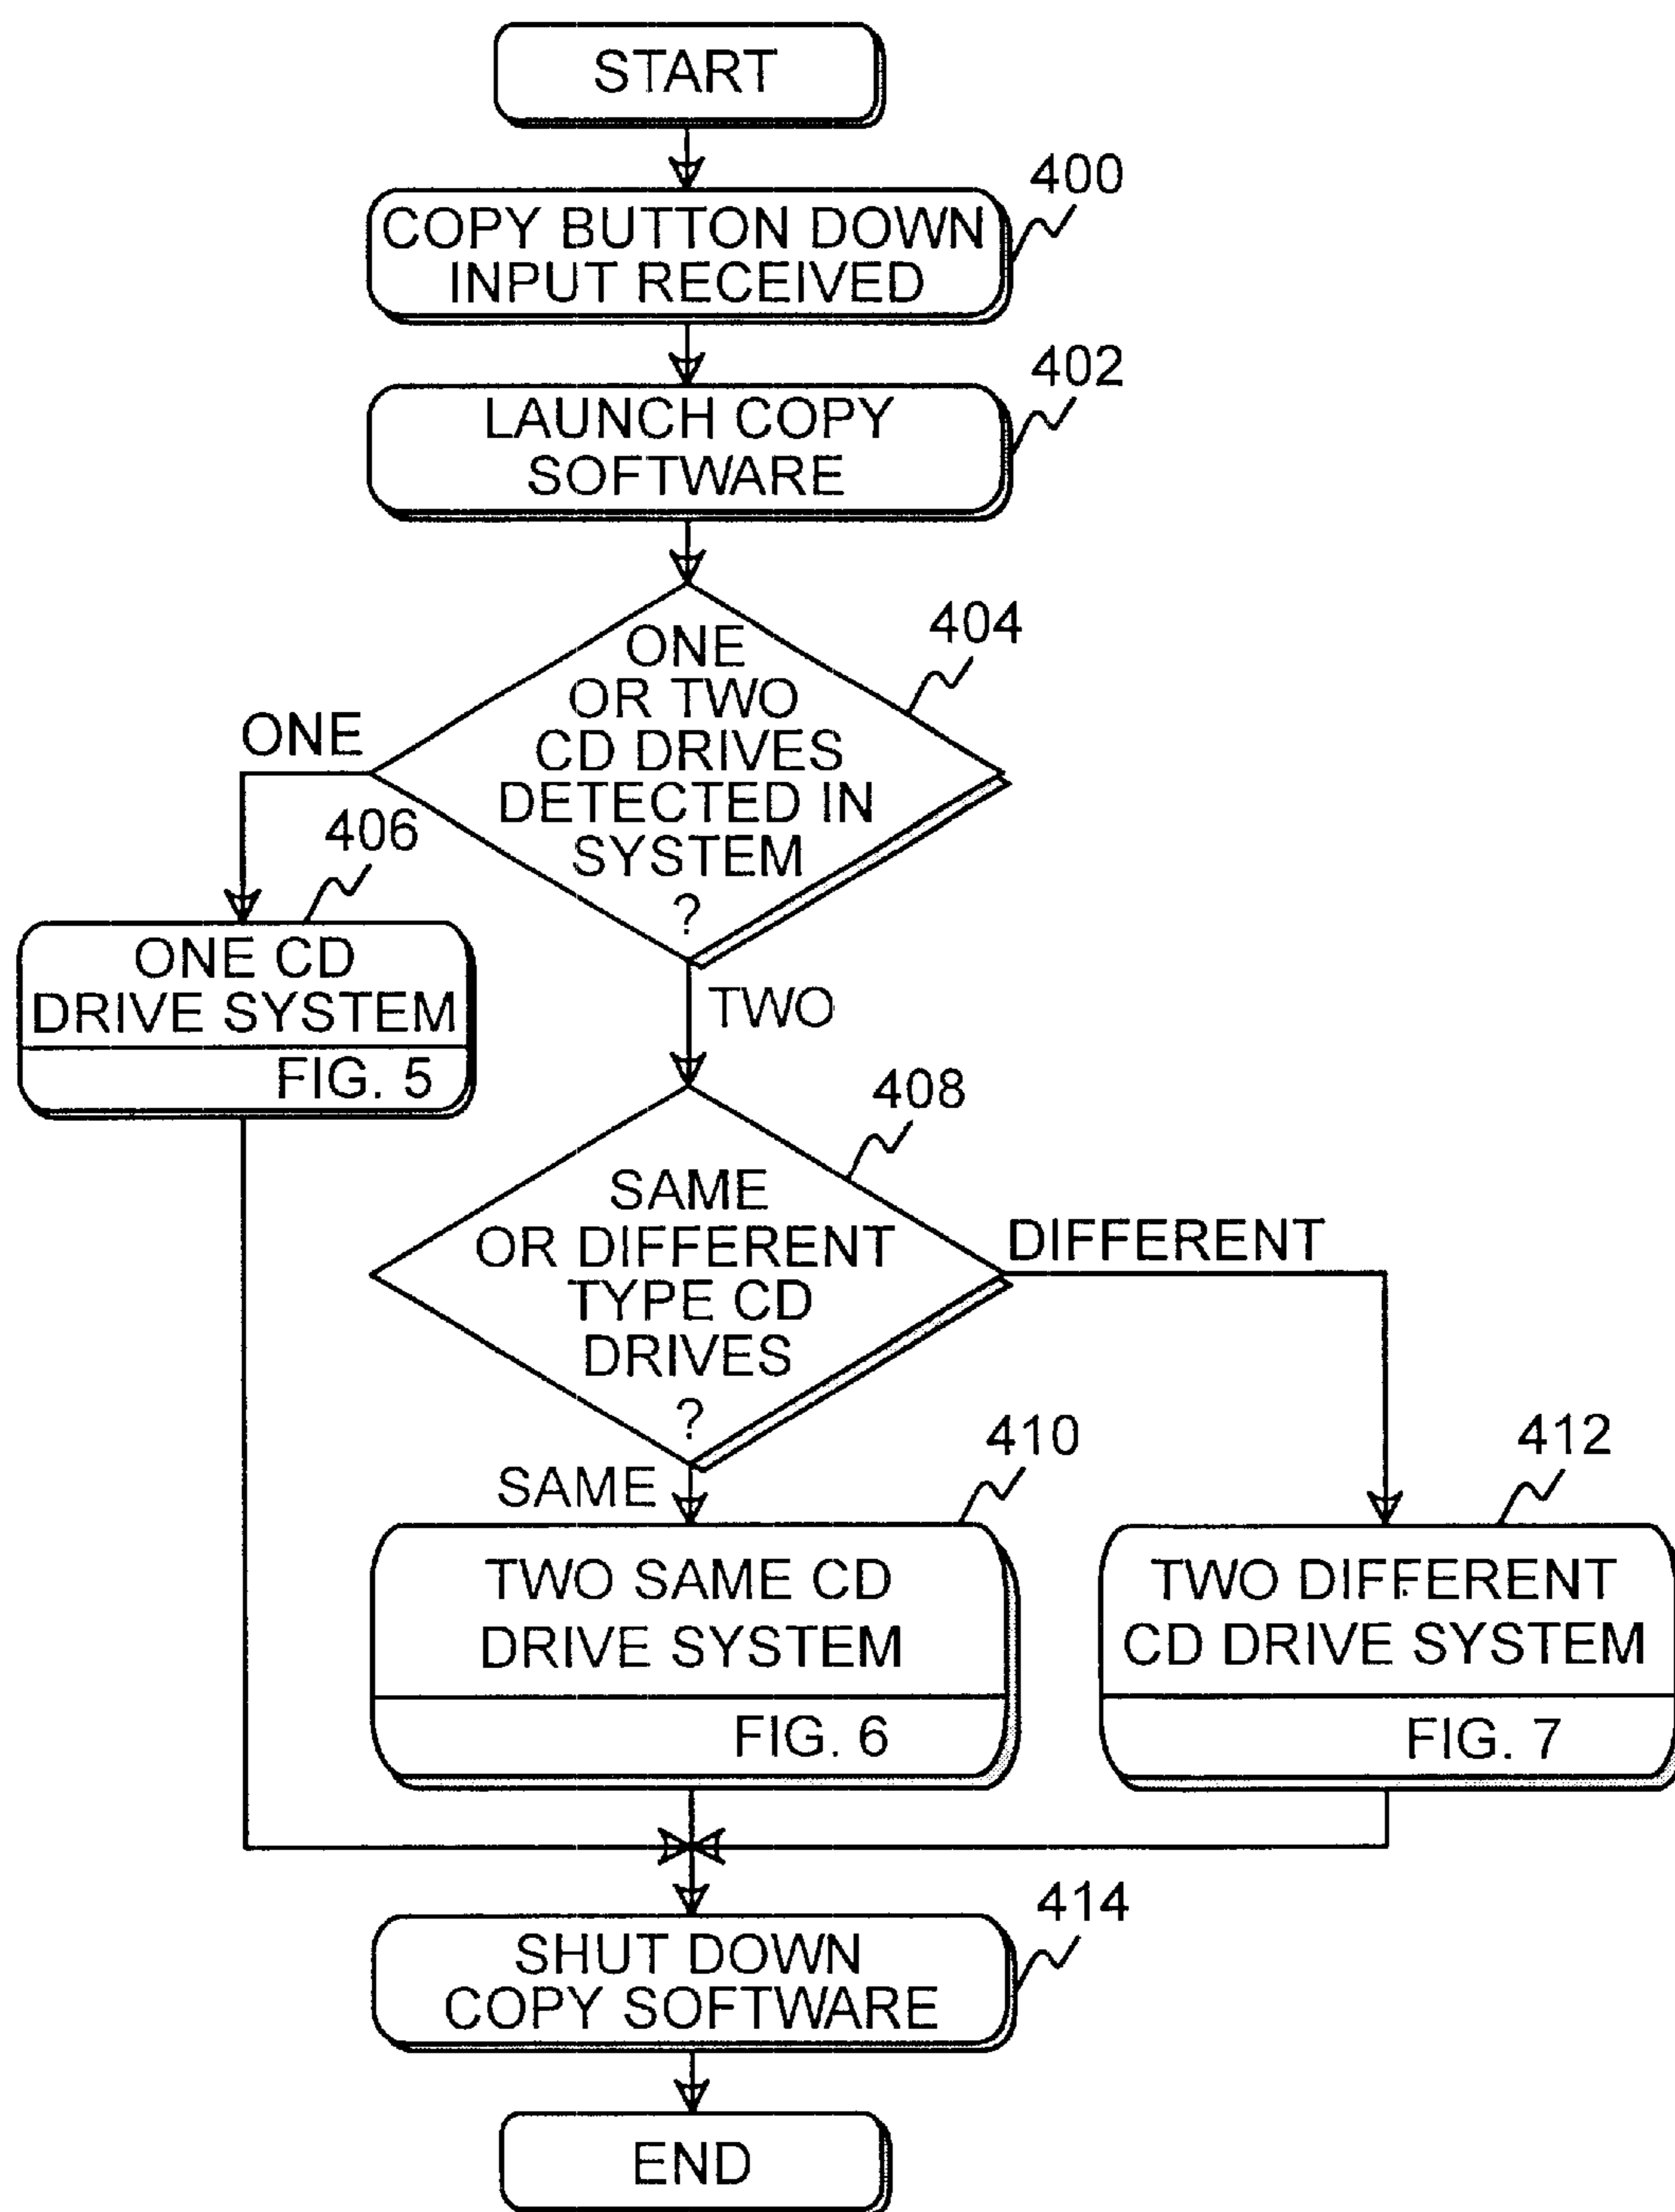 START
400
COPY BUTTON DOWN
INPUT RECEIVED
402
LAUNCH COPY
SOFTWARE
404
ONE
OR TWO
CD DRIVES
DETECTED IN
SYSTEM
?
ONE
406
ONE CD
DRIVE SYSTEM
FIG. 5
TWO
408
SAME
OR DIFFERENT
TYPE CD
DRIVES
?
DIFFERENT
SAME
410
TWO SAME CD
DRIVE SYSTEM
FIG. 6
412
TWO DIFFERENT
CD DRIVE SYSTEM
FIG. 7
414
SHUT DOWN
COPY SOFTWARE
END